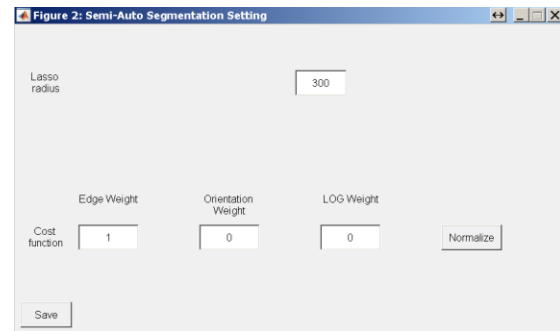 Figure 2: Semi-Auto Segmentation Setting
Lasso
radius
300
Edge Weight
Orientation
Weight
LOG Weight
Cost
function
1
0
0
Normalize
Save